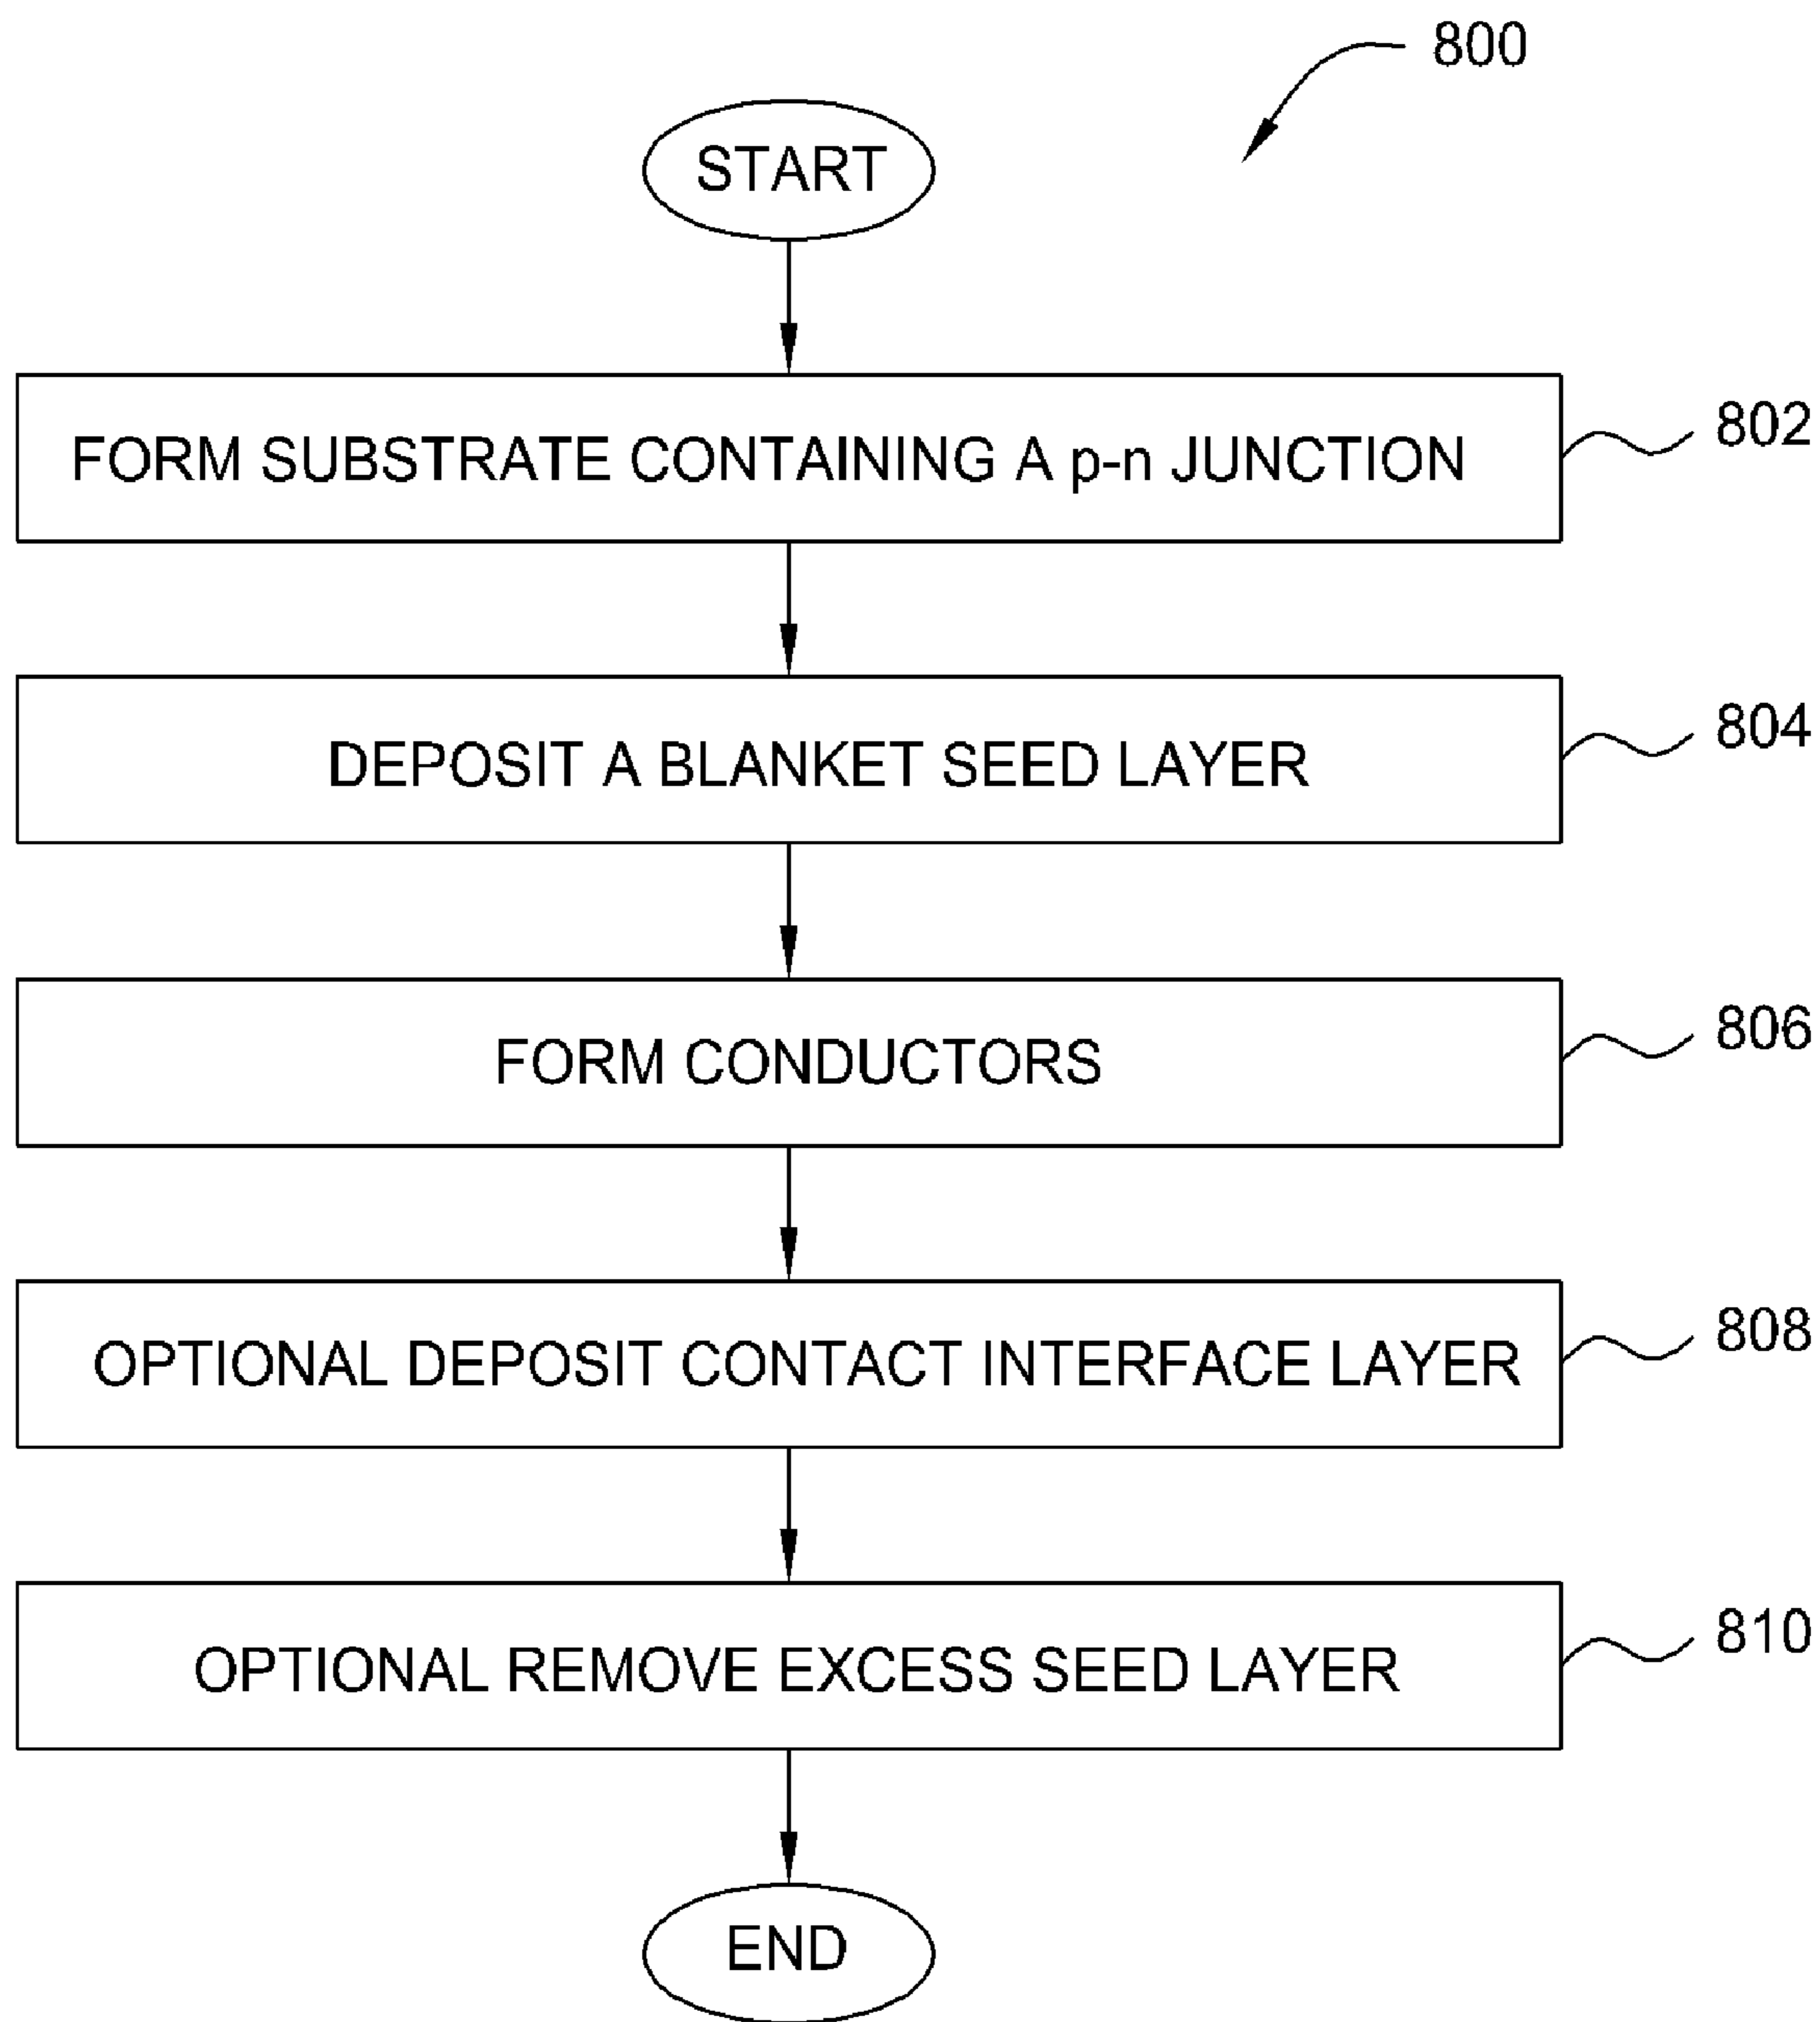 800
START
FORM SUBSTRATE CONTAINING A p-n JUNCTION
802
DEPOSIT A BLANKET SEED LAYER
804
FORM CONDUCTORS
806
OPTIONAL DEPOSIT CONTACT INTERFACE LAYER
808
OPTIONAL REMOVE EXCESS SEED LAYER
810
END